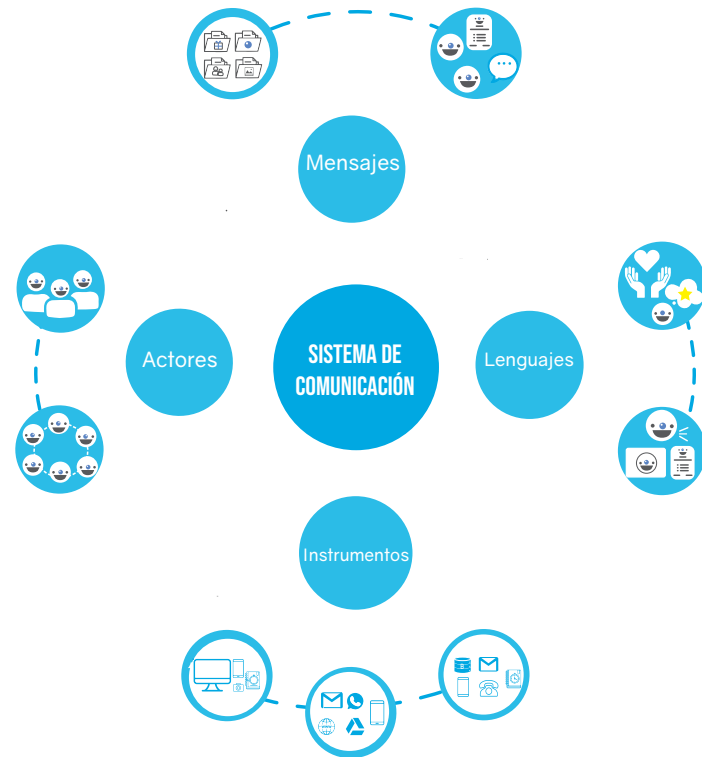 Mensajes
Actores
SISTEMA DE
COMUNICACIÓN
Lenguajes
Instrumentos